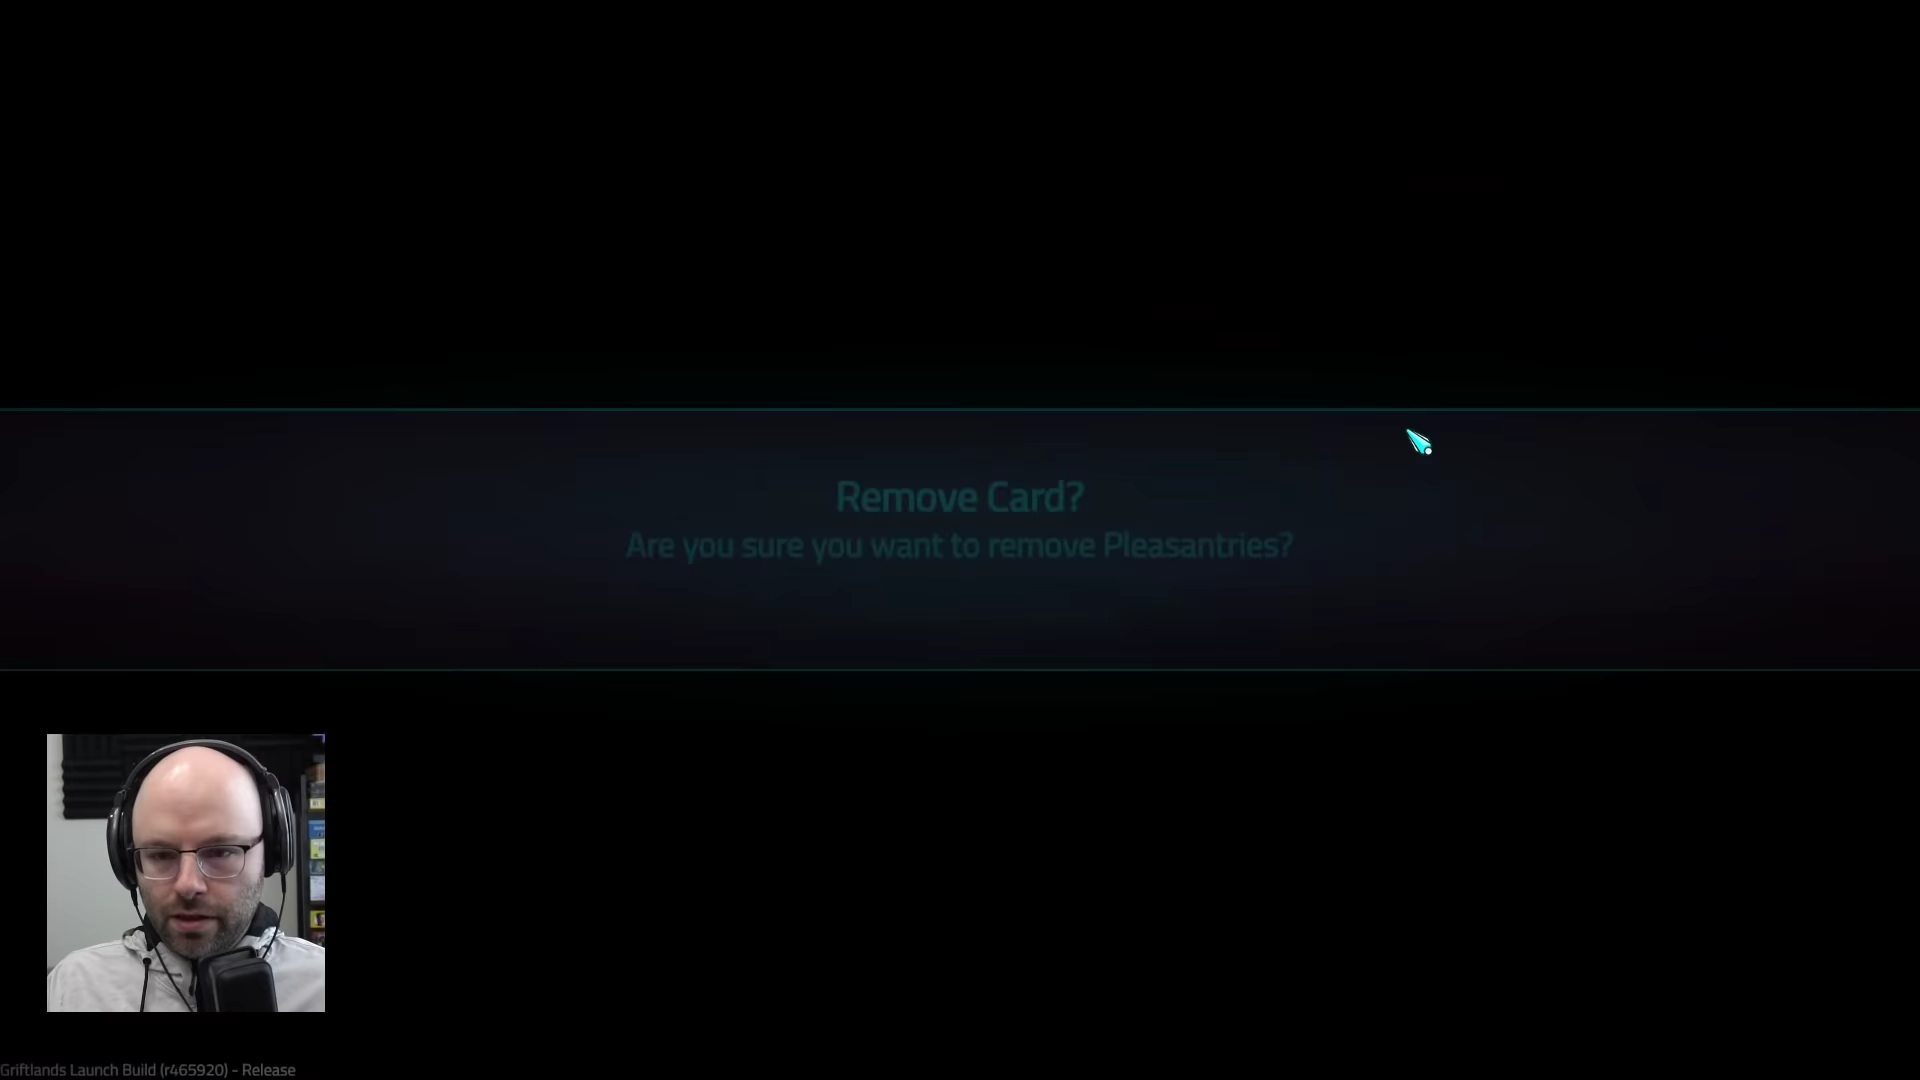 Remove Card?
Are you sure you want to remove Pleasantries?
Griftlands Launch Build (r465920) - Release